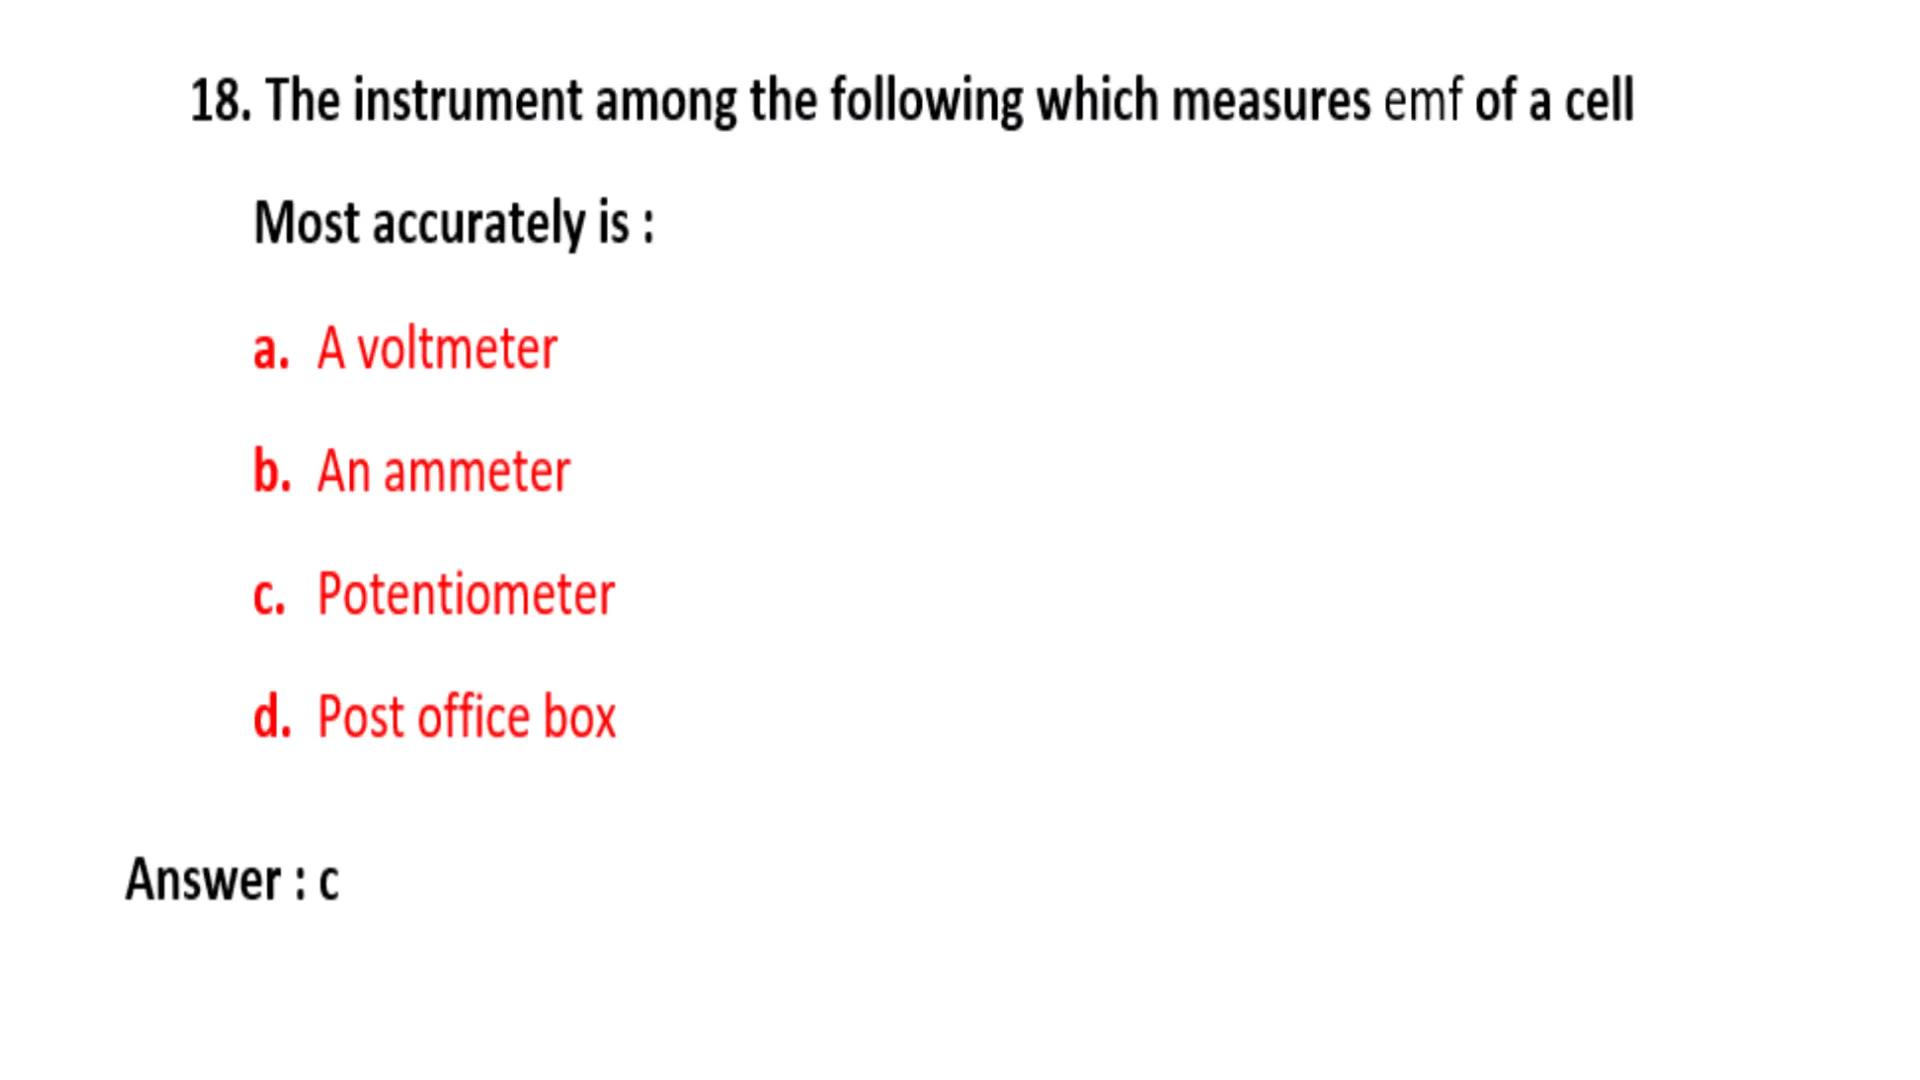 18. The instrument among the following which measures emf of a cell
Most accurately is :
a. A voltmeter
b. An ammeter
c. Potentiometer
d. Post office box
Answer : c